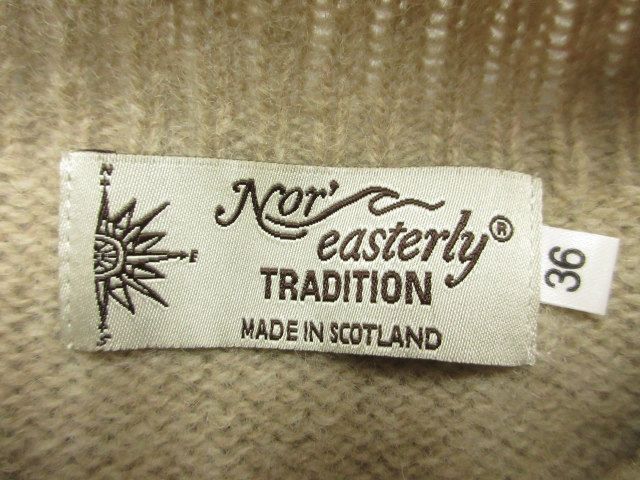 N
E
S
Nor'
easterly®
TRADITION
MADE IN SCOTLAND
36